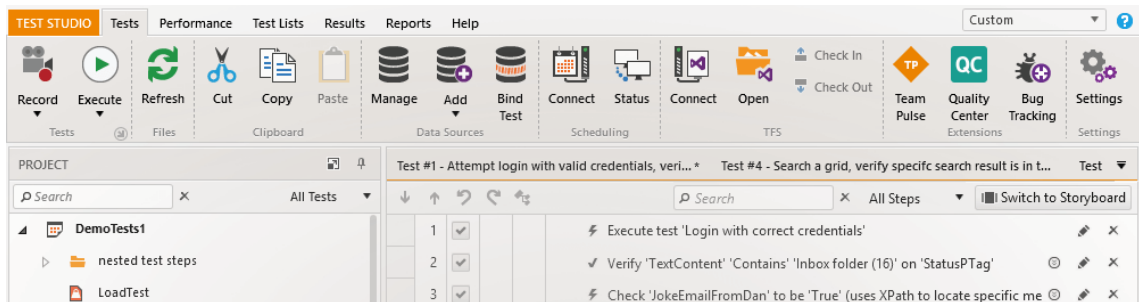 TEST STUDIO Tests Performance Test Lists Results Reports Help Custom
Record Execute Refresh Cut Copy Paste Manage Add Bind Test Connect Status Connect Open Check In Check Out TP Team Pulse QC Quality Center Bug Tracking Settings
Tests Files Clipboard Data Sources Scheduling TFS Extensions Settings
PROJECT
Search All Tests
DemoTests1
nested test steps
LoadTest
Test #1 - Attempt login with valid credentials, veri... * Test #4 - Search a grid, verify specifc search result is in t... Test
Search All Steps Switch to Storyboard
1 Execute test 'Login with correct credentials'
2 Verify 'TextContent' 'Contains' 'Inbox folder (16)' on 'StatusPTag'
3 Check 'JokeEmailFromDan' to be 'True' (uses XPath to locate specific me